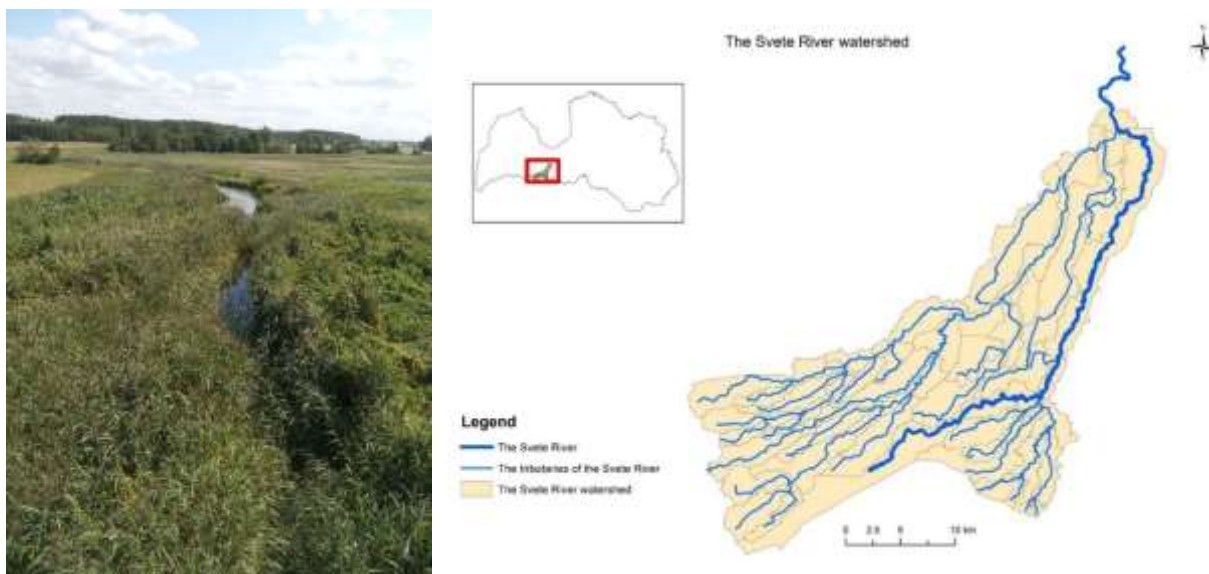 The Svete River watershed
Legend
The Svete River
The tributaries of the Svete River
The Svete River watershed
0 2.5 5 10 km